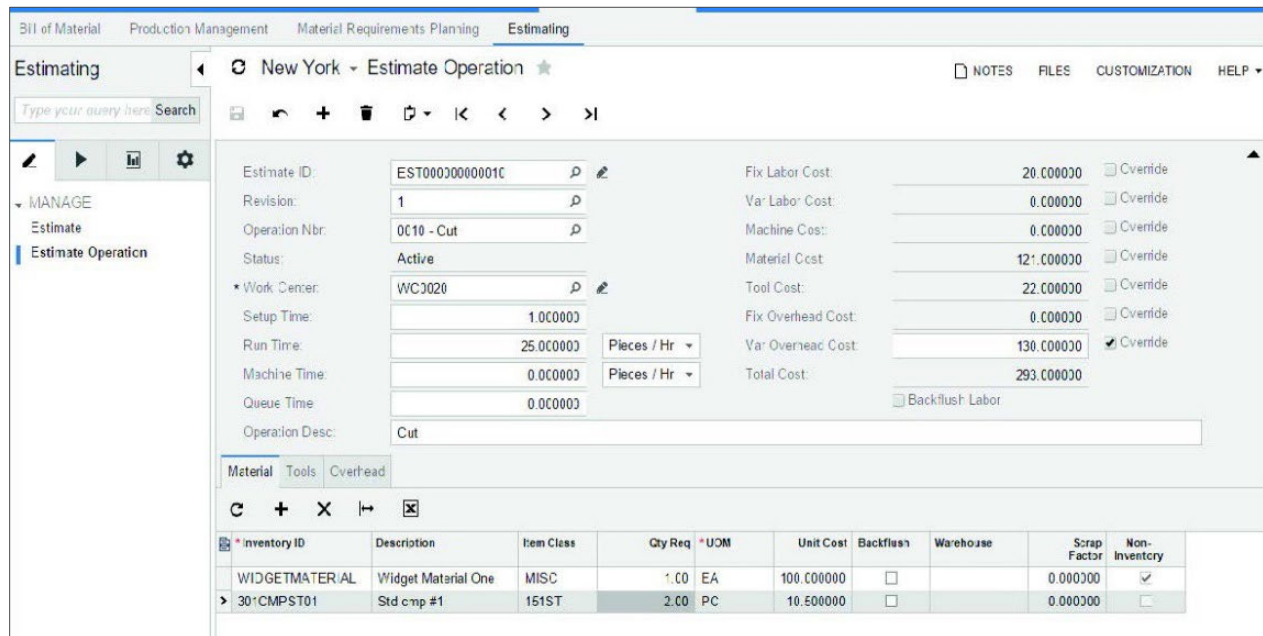 Bill of Material Production Management Material Requirements Planning Estimating
Estimating
New York - Estimate Operation
NOTES FILES CUSTOMIZATION HELP
Type your query here Search
MANAGE
Estimate
Estimate Operation
Estimate ID: EST00000000010 Fix Labor Cost: 20.000000 Override
Revision: 1 Var Labor Cost: 0.000000 Override
Operation Nbr: 0010 - Cut Machine Cost: 0.000000 Override
Status: Active Material Cost 121.000000 Override
* Work Center: WC0020 Tool Cost: 22.000000 Override
Setup Time: 1.000000 Fix Overhead Cost: 0.000000 Override
Run Time: 25.000000 Pieces / Hr Var Overhead Cost: 130.000000 Override
Machine Time: 0.000000 Pieces / Hr Total Cost: 293.000000
Queue Time 0.000000 Backflush Labor
Operation Desc: Cut
Material Tools Overhead
* Inventory ID Description Item Class Qty Req * UOM Unit Cost Backflush Warehouse Scrap Factor Non-Inventory
WIDGETMATERIAL Widget Material One MISC 1.00 EA 100.000000 0.000000
301CMPST01 Std cmp #1 151ST 2.00 PC 10.500000 0.000000